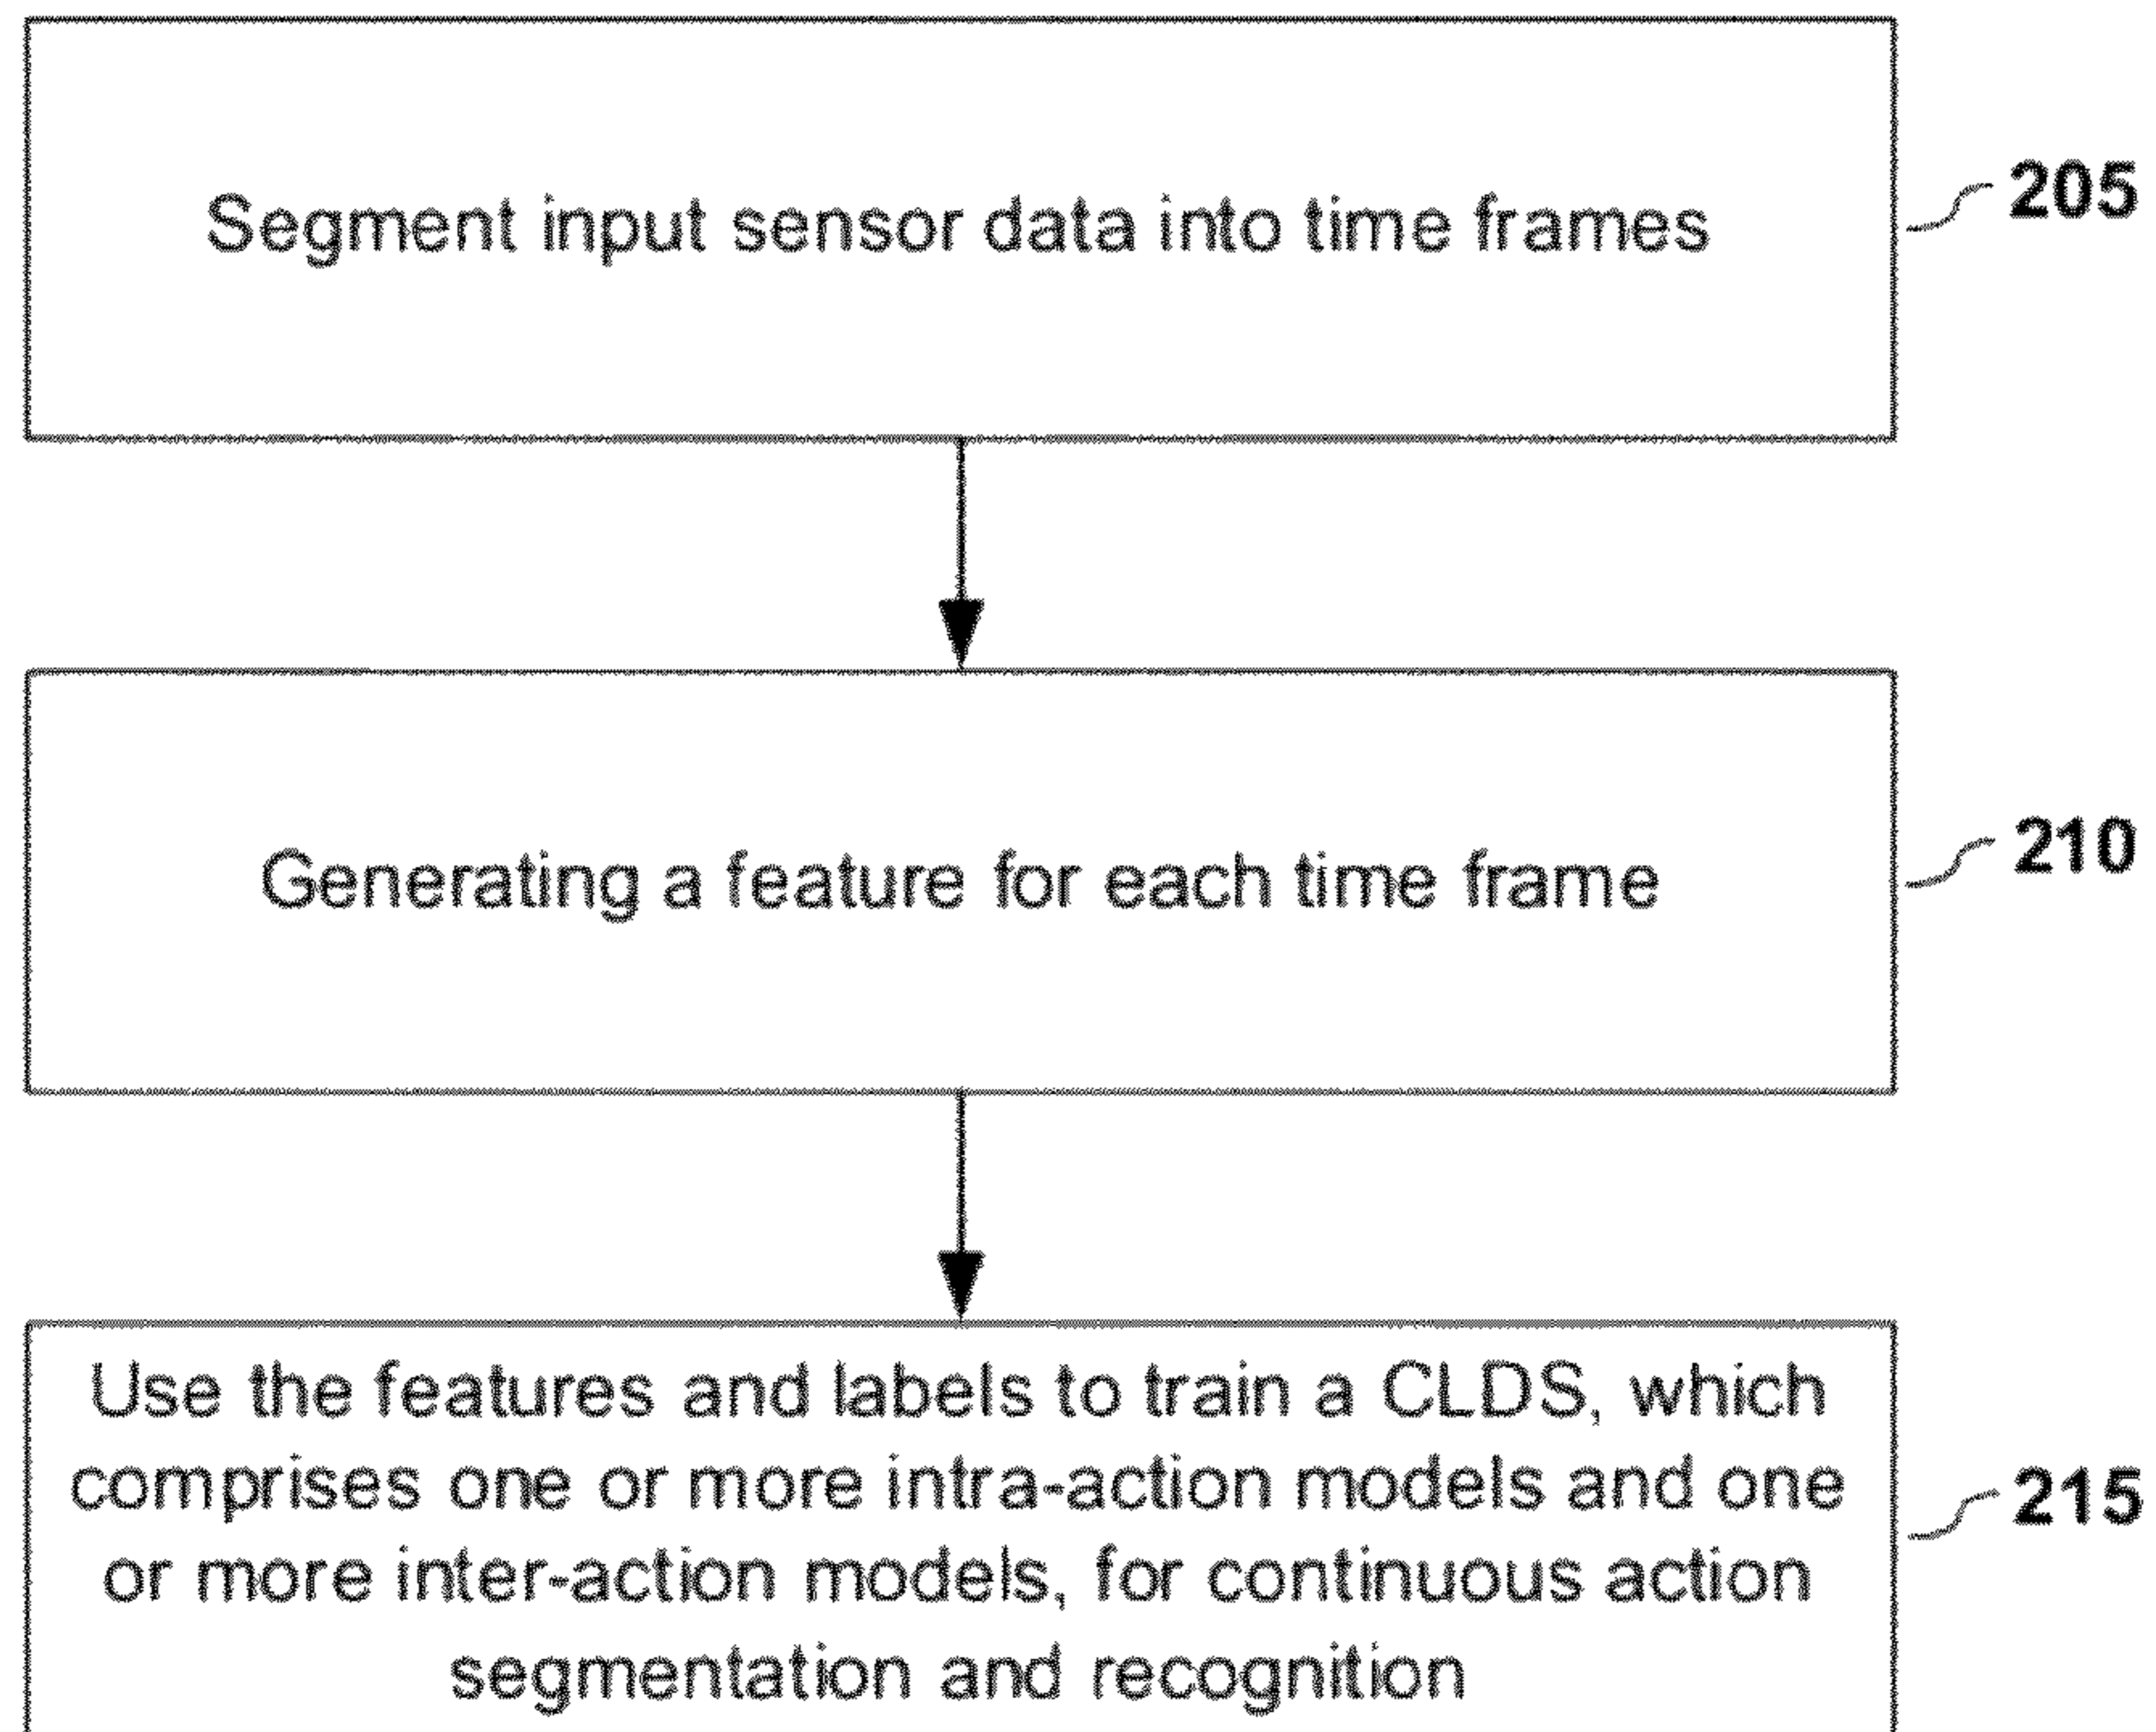 Segment input sensor data into time frames
205
Generating a feature for each time frame
210
Use the features and labels to train a CLDS, which
comprises one or more intra-action models and one
or more inter-action models, for continuous action
segmentation and recognition
215